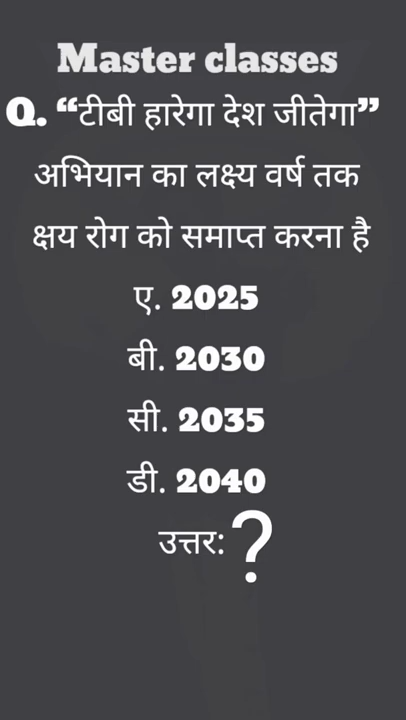 Master classes
Q. “टीबी हारेगा देश जीतेगा”
अभियान का लक्ष्य वर्ष तक
क्षय रोग को समाप्त करना है
ए. 2025
बी. 2030
सी. 2035
डी. 2040
उत्तर: ?